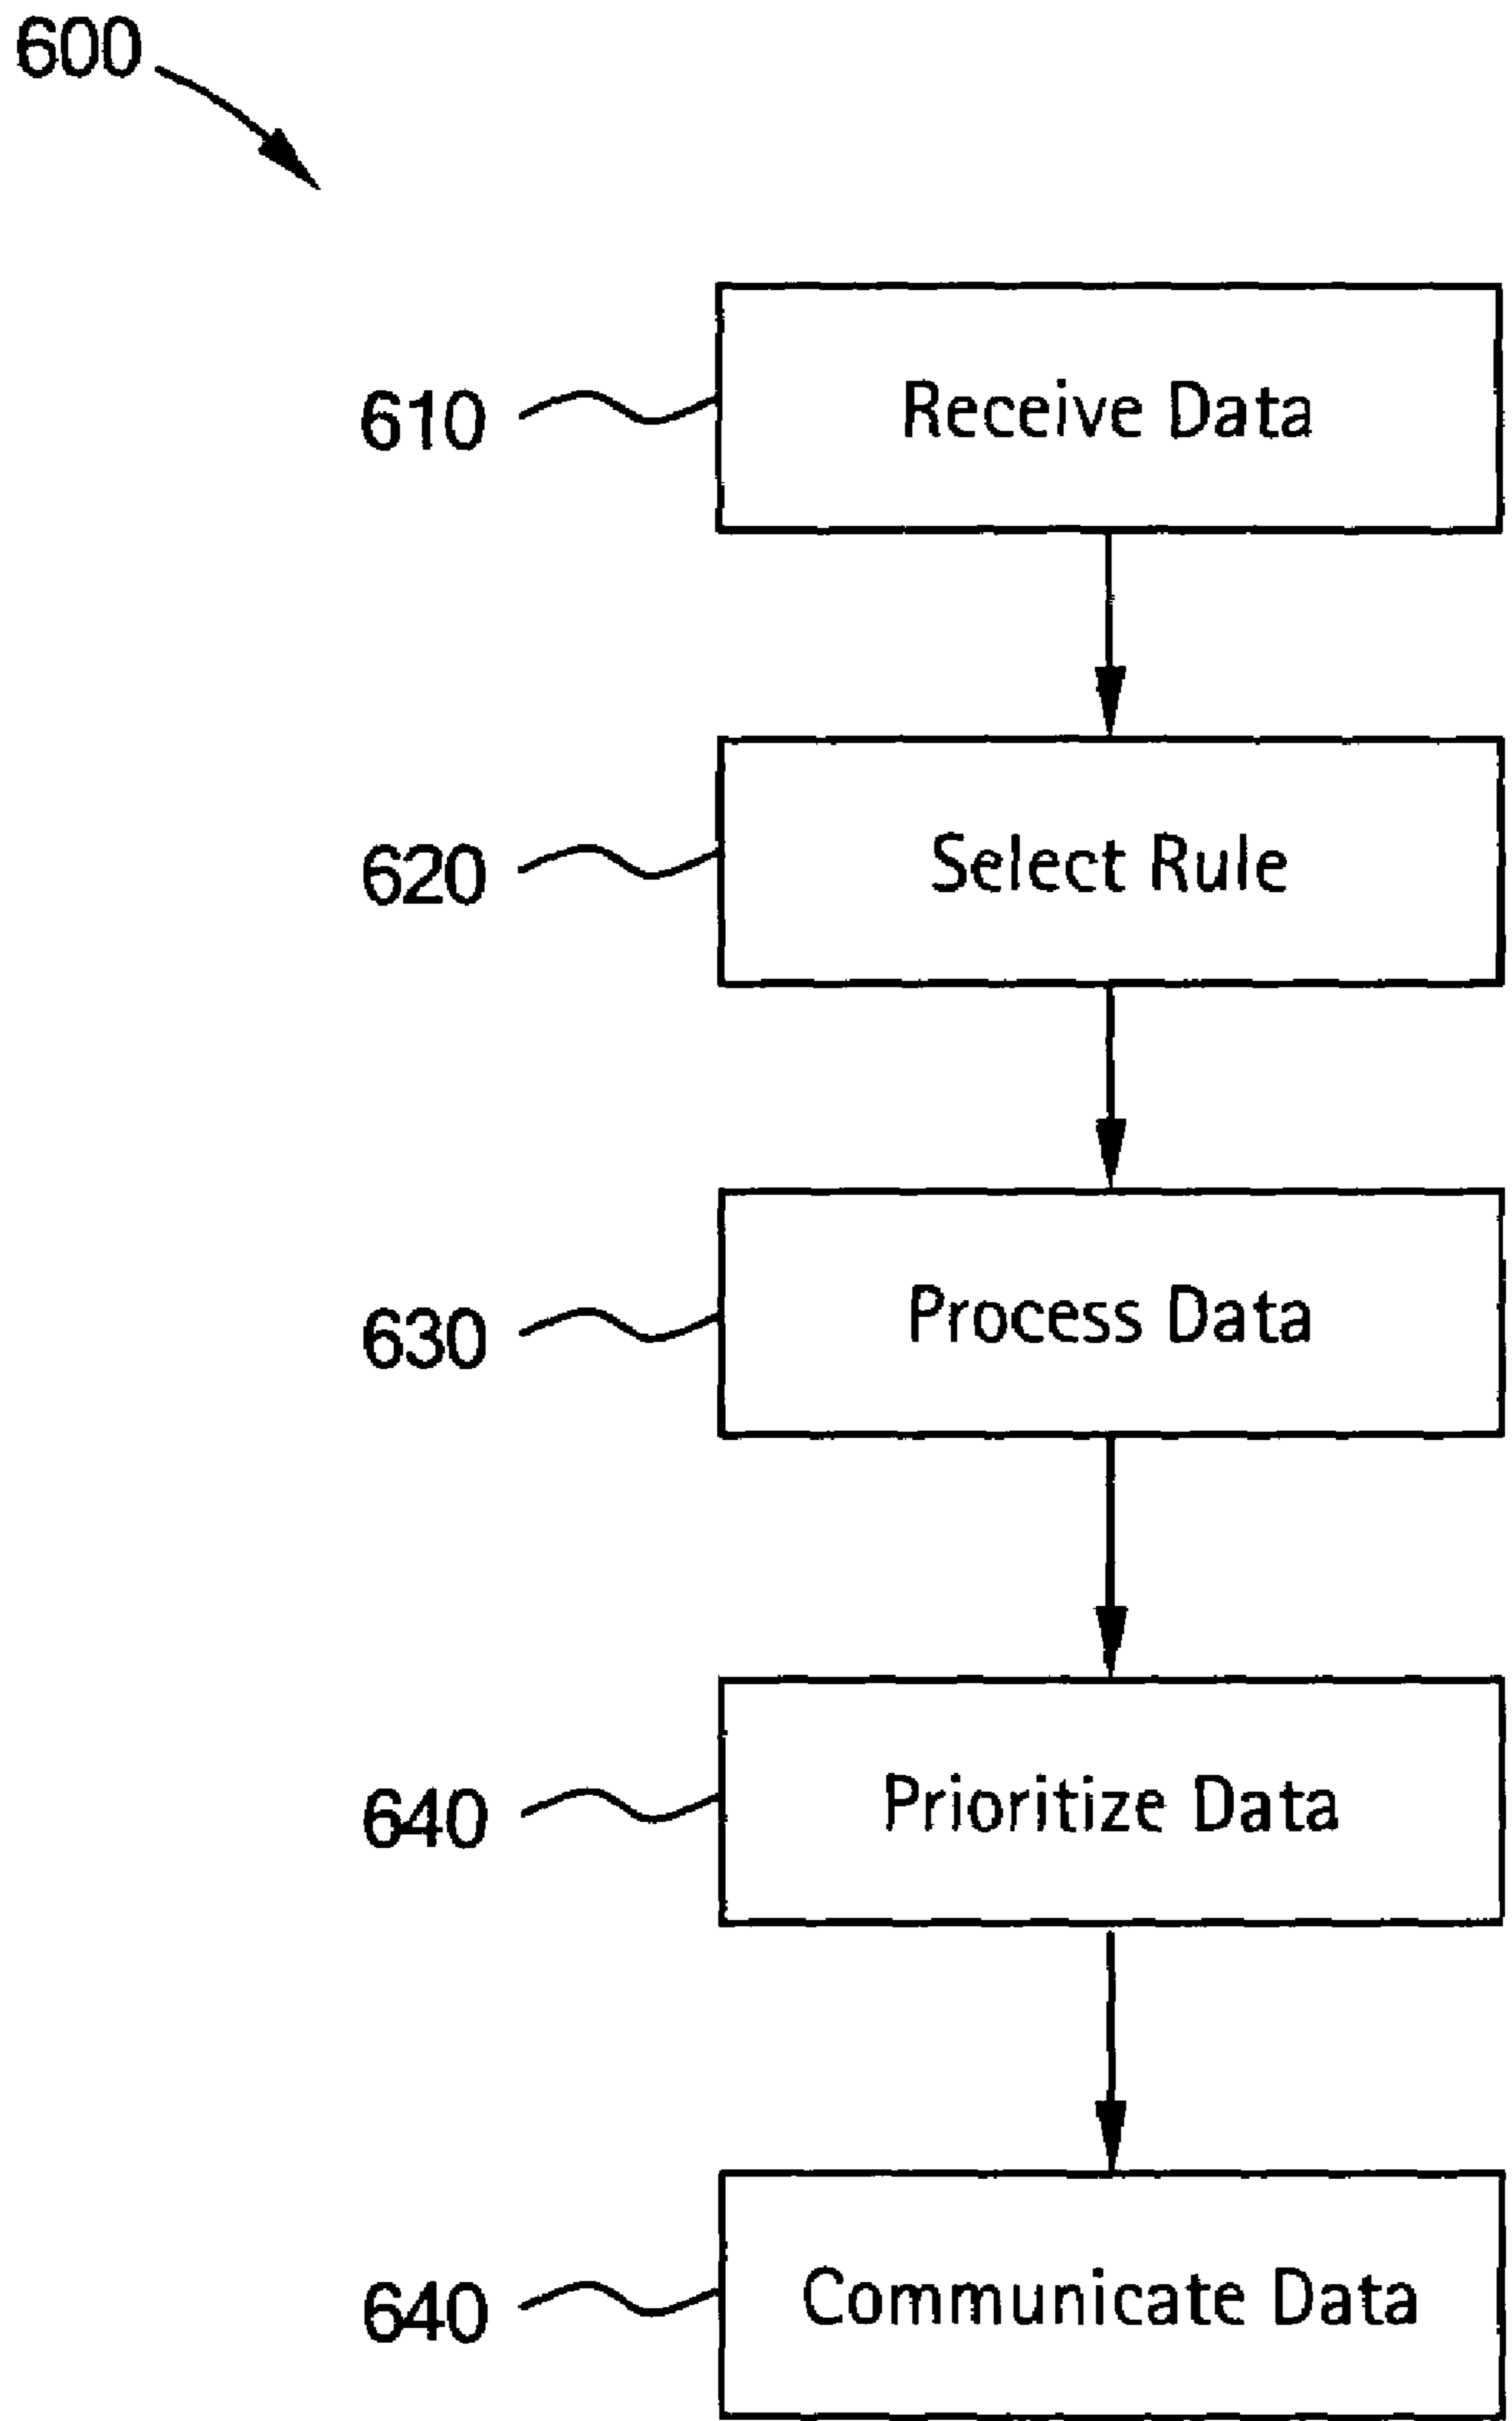 600
610 Receive Data
620 Select Rule
630 Process Data
640 Prioritize Data
640 Communicate Data